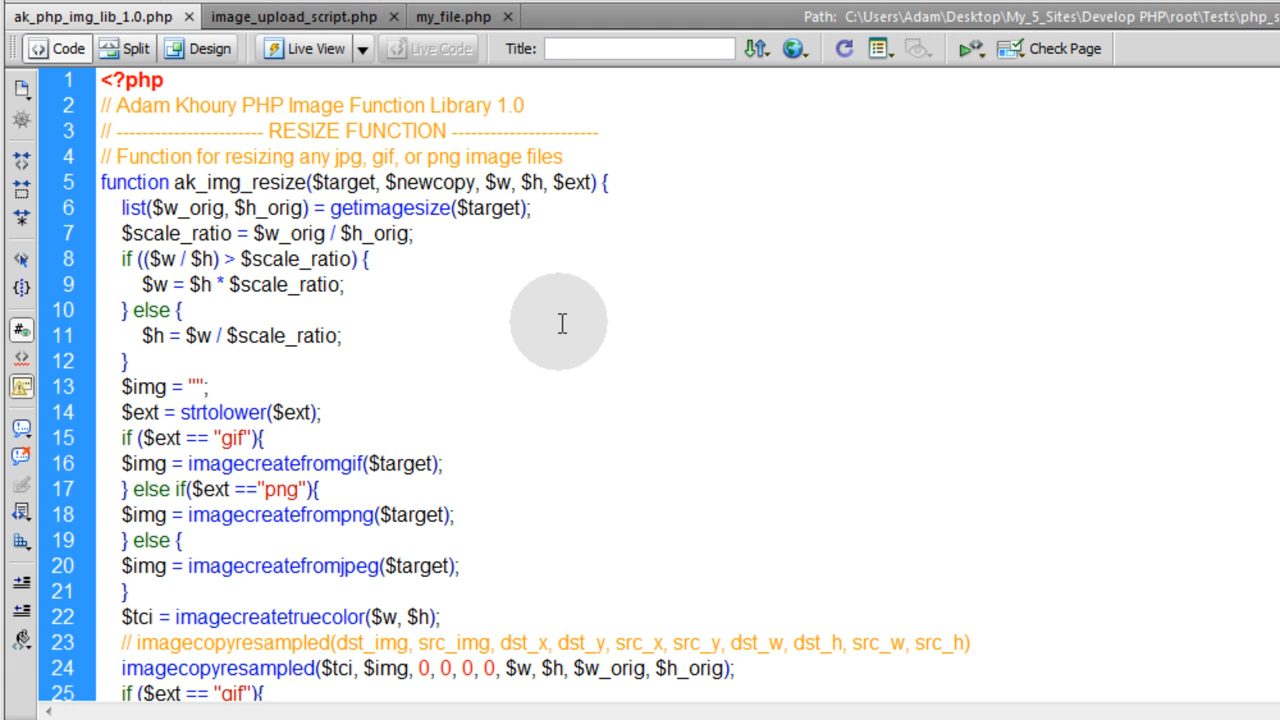 ak_php_img_lib_1.0.php × image_upload_script.php × my_file.php × Path: C:\Users\Adam\Desktop\My_5_Sites\Develop PHP\root\Tests\php_s
Code Split Design Live View Live Code Title: Check Page
1 <?php
2 // Adam Khoury PHP Image Function Library 1.0
3 // ----------------------- RESIZE FUNCTION -----------------------
4 // Function for resizing any jpg, gif, or png image files
5 function ak_img_resize($target, $newcopy, $w, $h, $ext) {
6 list($w_orig, $h_orig) = getimagesize($target);
7 $scale_ratio = $w_orig / $h_orig;
8 if (($w / $h) > $scale_ratio) {
9 $w = $h * $scale_ratio;
10 } else {
11 $h = $w / $scale_ratio;
12 }
13 $img = "";
14 $ext = strtolower($ext);
15 if ($ext == "gif"){
16 $img = imagecreatefromgif($target);
17 } else if($ext =="png"){
18 $img = imagecreatefrompng($target);
19 } else {
20 $img = imagecreatefromjpeg($target);
21 }
22 $tci = imagecreatetruecolor($w, $h);
23 // imagecopyresampled(dst_img, src_img, dst_x, dst_y, src_x, src_y, dst_w, dst_h, src_w, src_h)
24 imagecopyresampled($tci, $img, 0, 0, 0, 0, $w, $h, $w_orig, $h_orig);
25 if ($ext == "gif"){